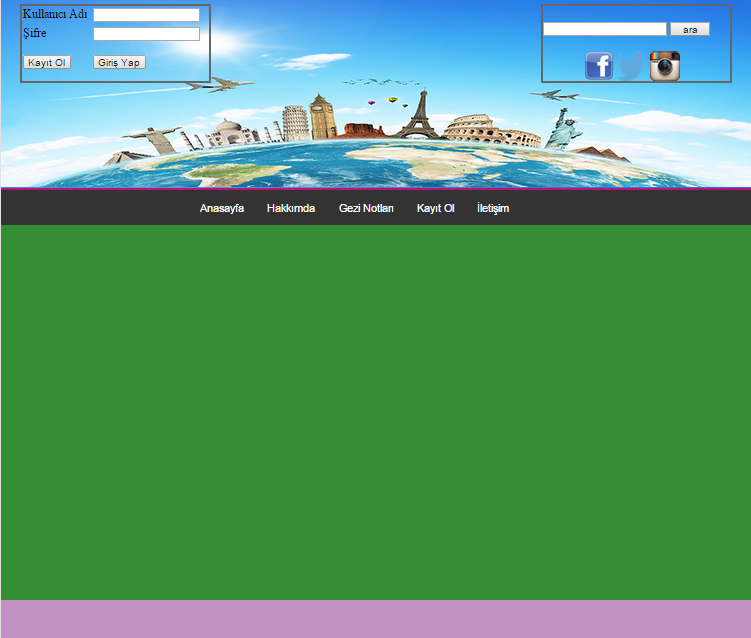 Kullanıcı Adı
Şifre
Kayıt Ol Giriş Yap
ara
f
Anasayfa Hakkımda Gezi Notları Kayıt Ol İletişim